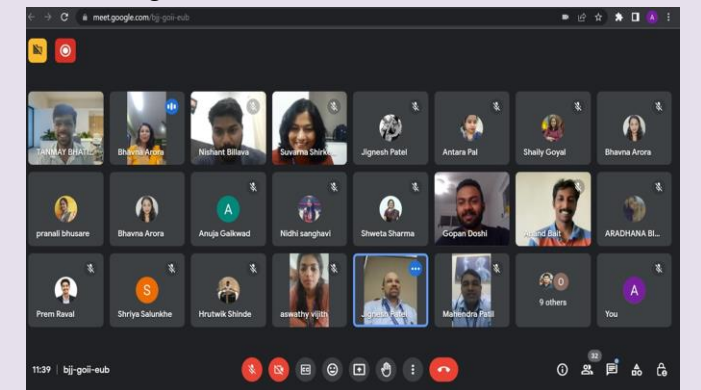 meet.google.com/bjj-goii-eub
A
TANMAY BHATI...
Bhavna Arora
Nishant Billava
Suvarna Shirke...
Jignesh Patel
Antara Pal
Shaily Goyal
Bhavna Arora
pranali bhusare
Bhavna Arora
A
Anuja Gaikwad
Nidhi sanghavi
Shweta Sharma
Gopan Doshi
Anand Bait
ARADHANA BI...
Prem Raval
S
Shriya Salunkhe
Hrutwik Shinde
aswathy vijith
Jignesh Patel
Mahendra Patil
O
9 others
A
You
11:39 | bjj-goii-eub
32